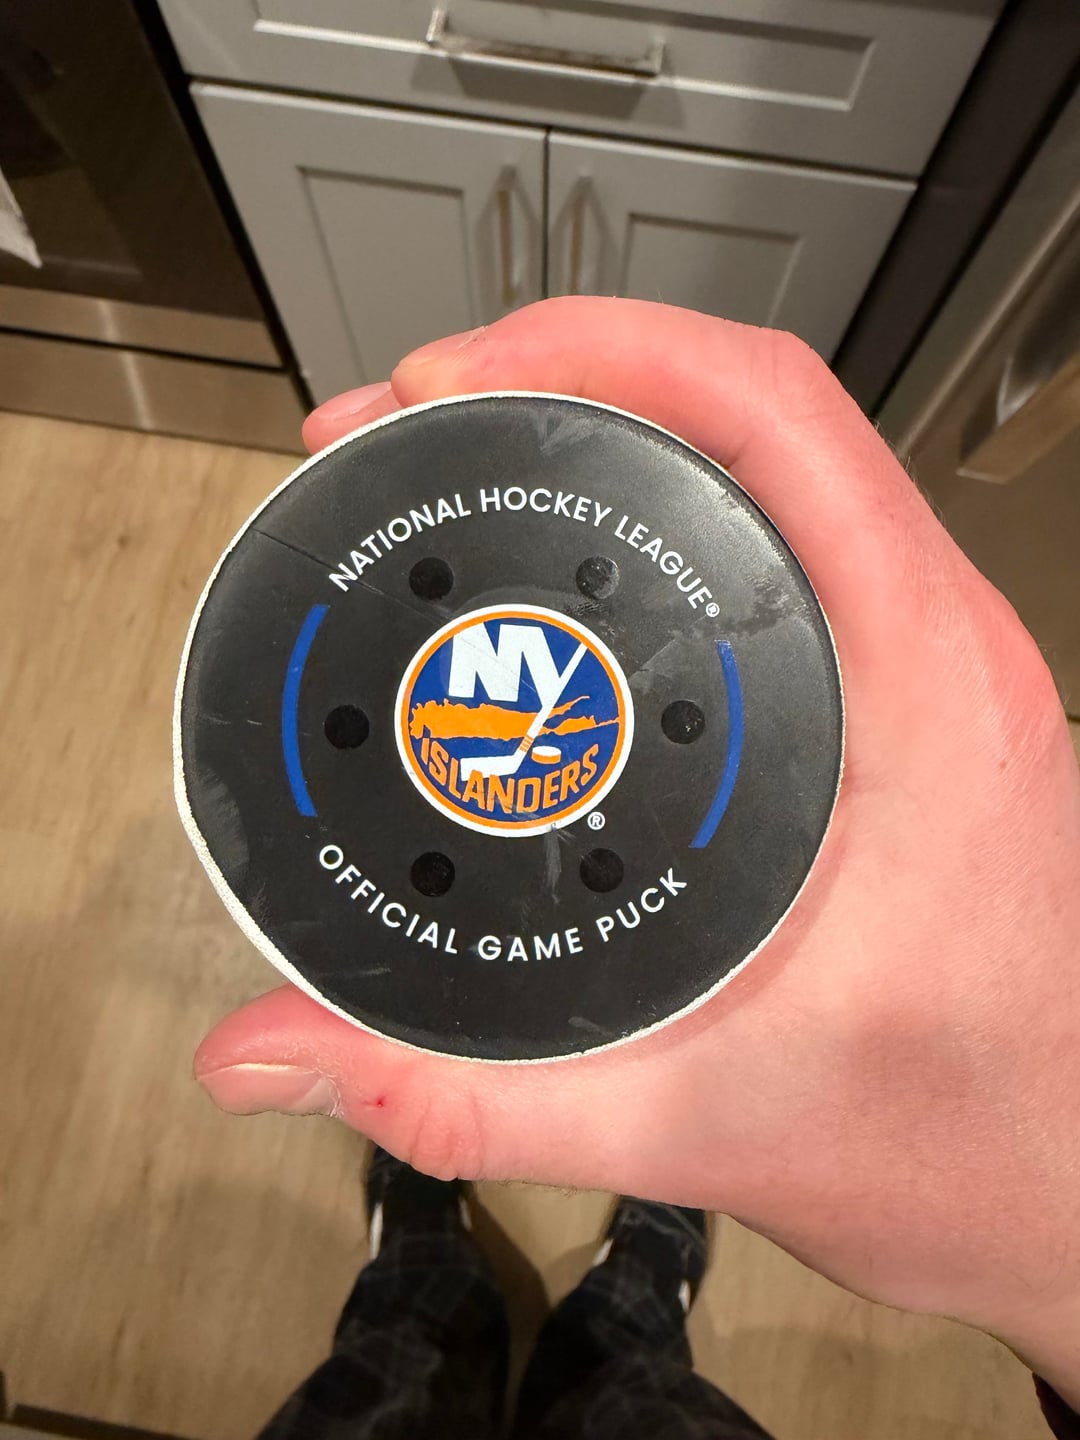 NATIONAL HOCKEY LEAGUE®
NY
ISLANDERS
®
OFFICIAL GAME PUCK